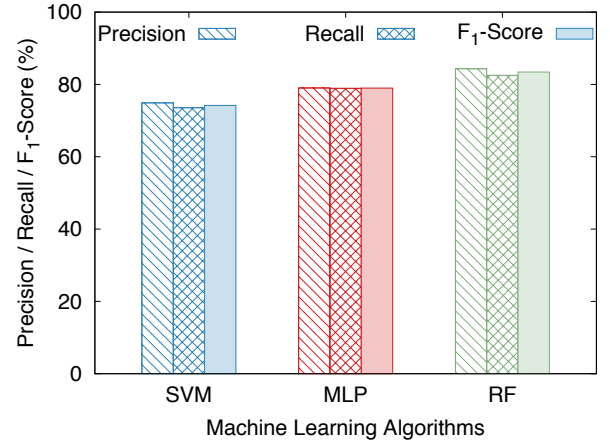 Precision / Recall / F₁-Score (%)
100
80
60
40
20
0
Precision Recall F₁-Score
SVM MLP RF
Machine Learning Algorithms